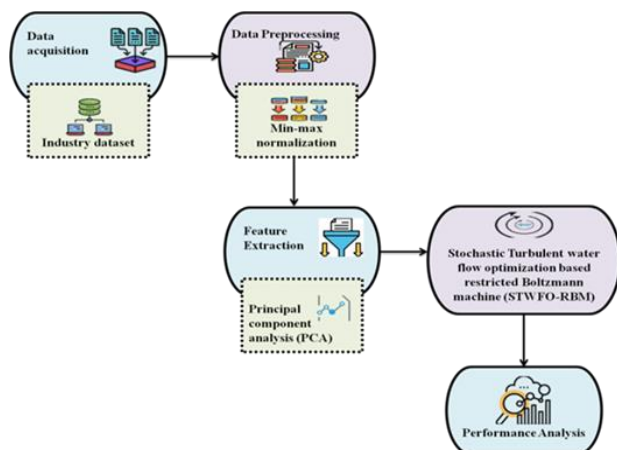 Data
acquisition
Industry dataset
Data Preprocessing
Min-max
normalization
Feature
Extraction
Principal
component
analysis (PCA)
Stochastic Turbulent water
flow optimization based
restricted Boltzmann
machine (STWFO-RBM)
Performance Analysis